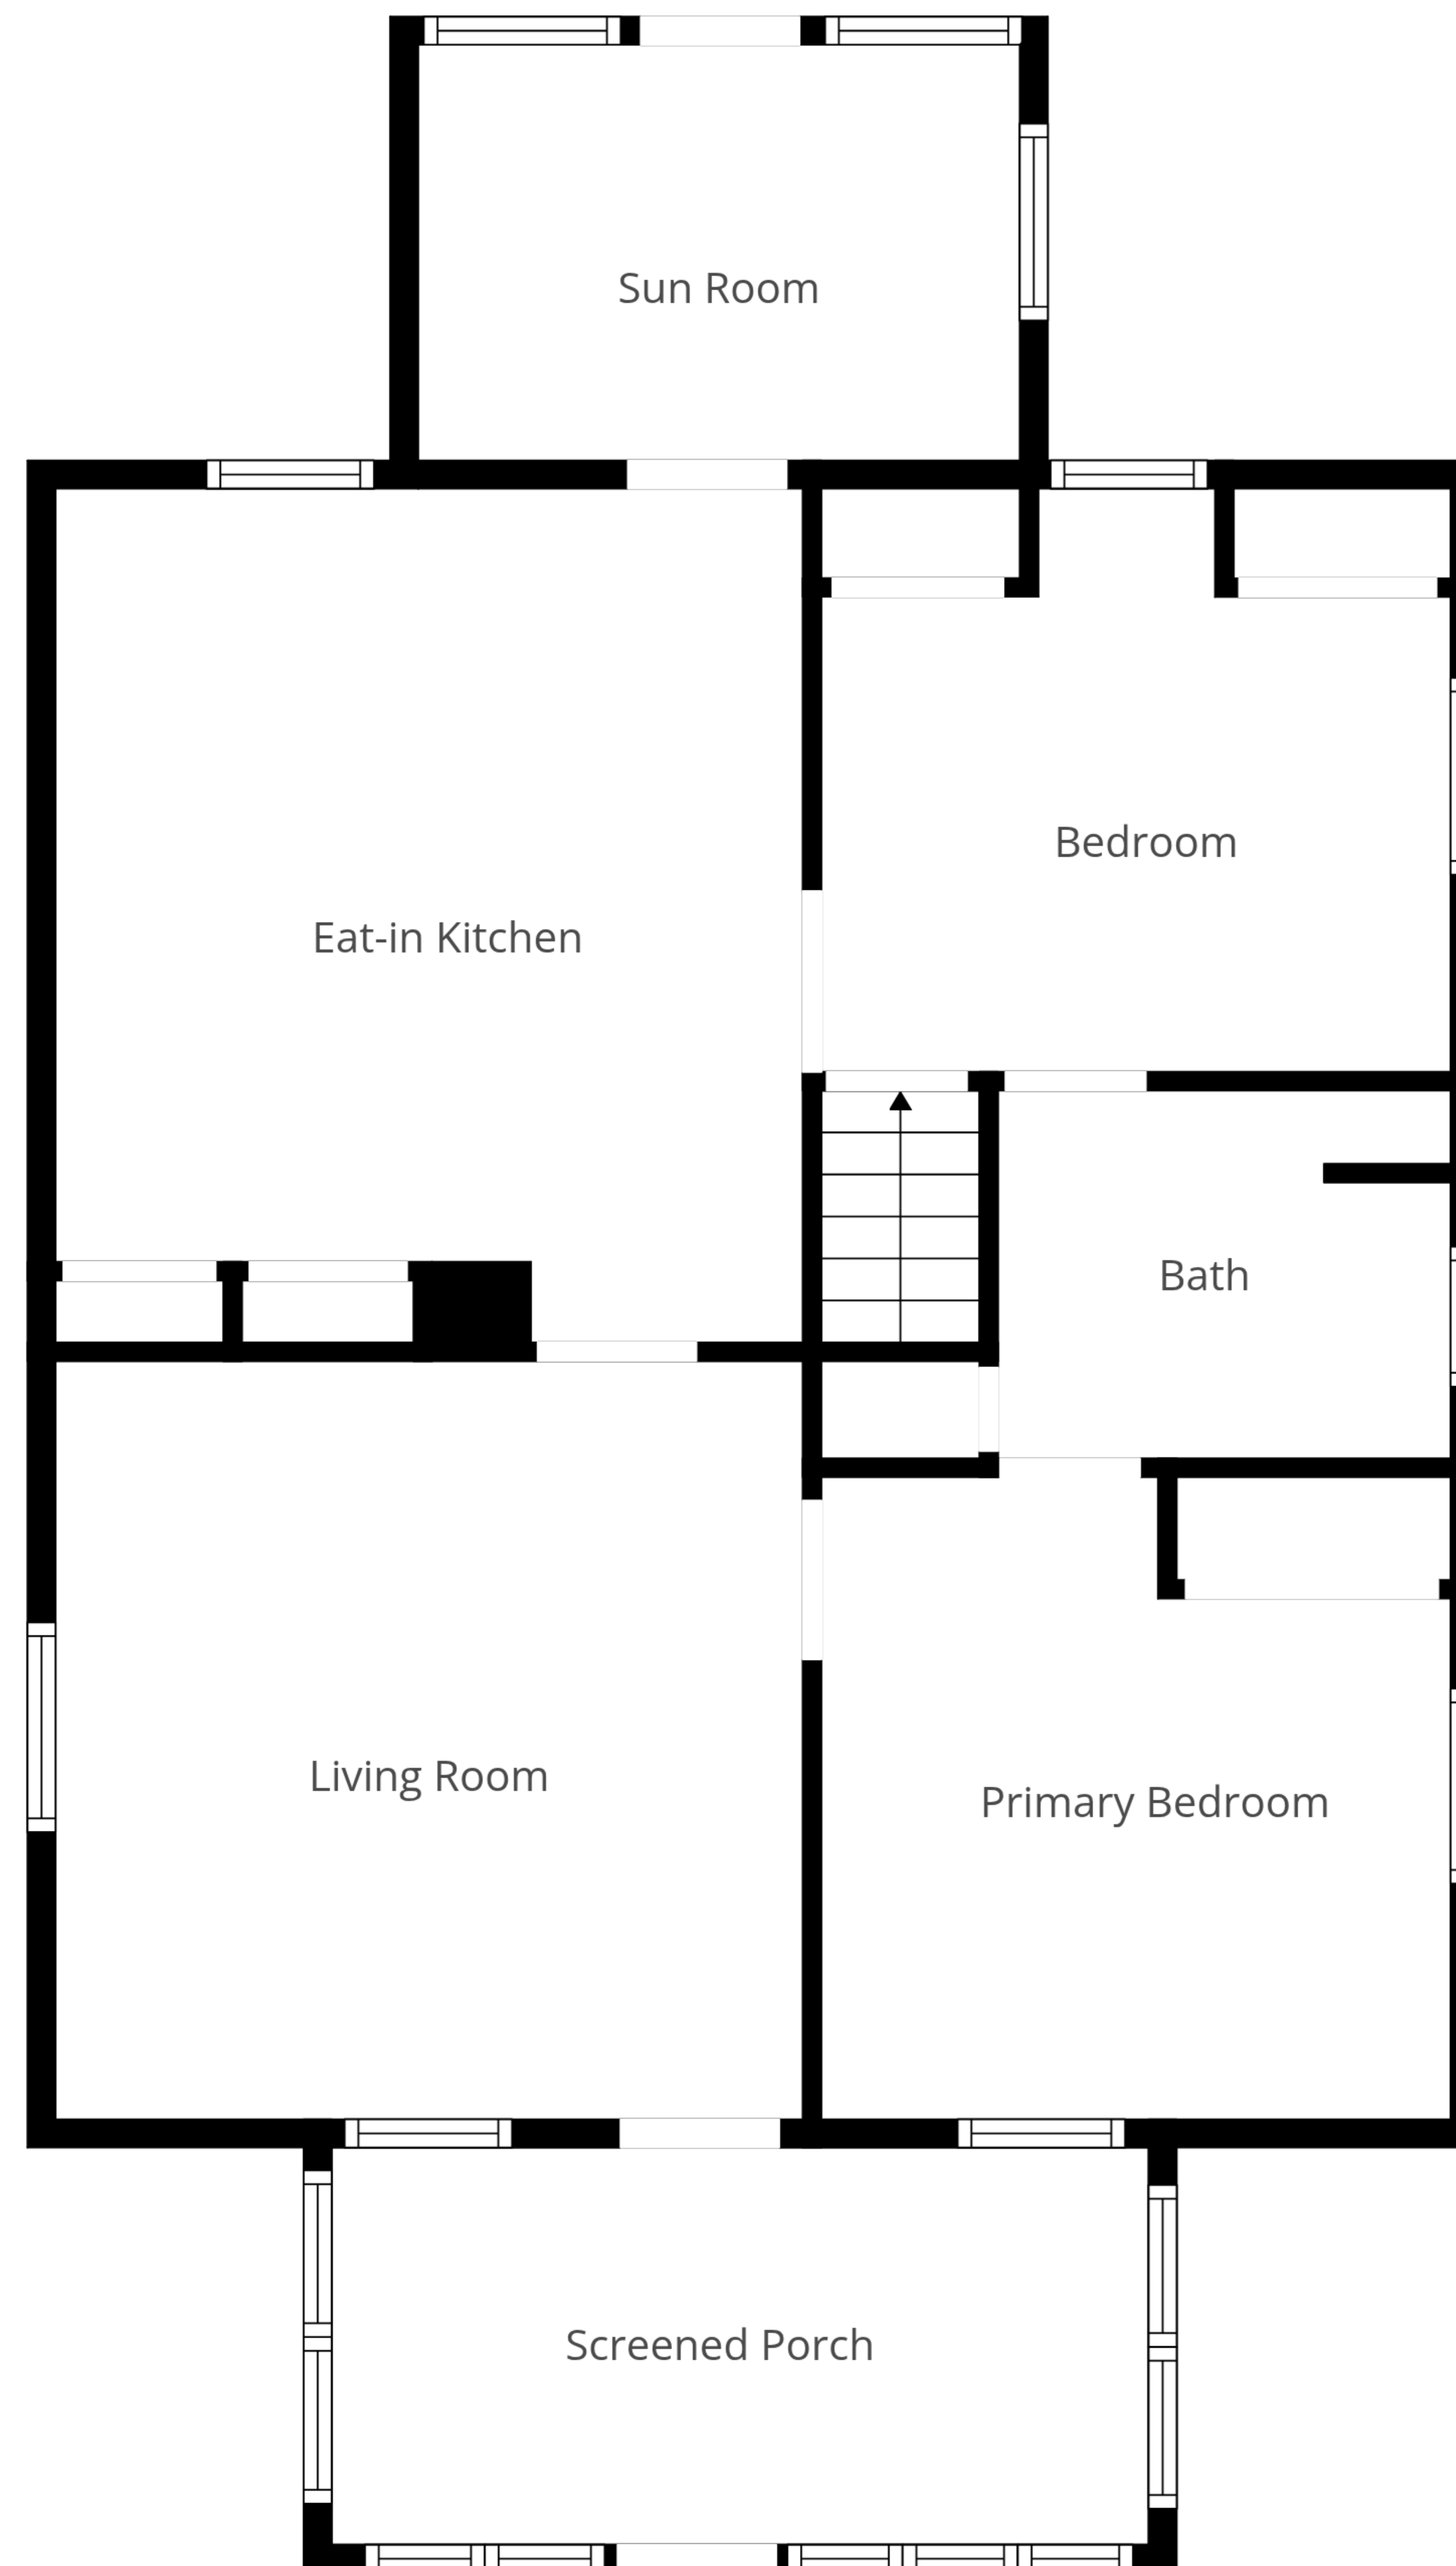 Sun Room
Bedroom
Eat-in Kitchen
Bath
Living Room
Primary Bedroom
Screened Porch